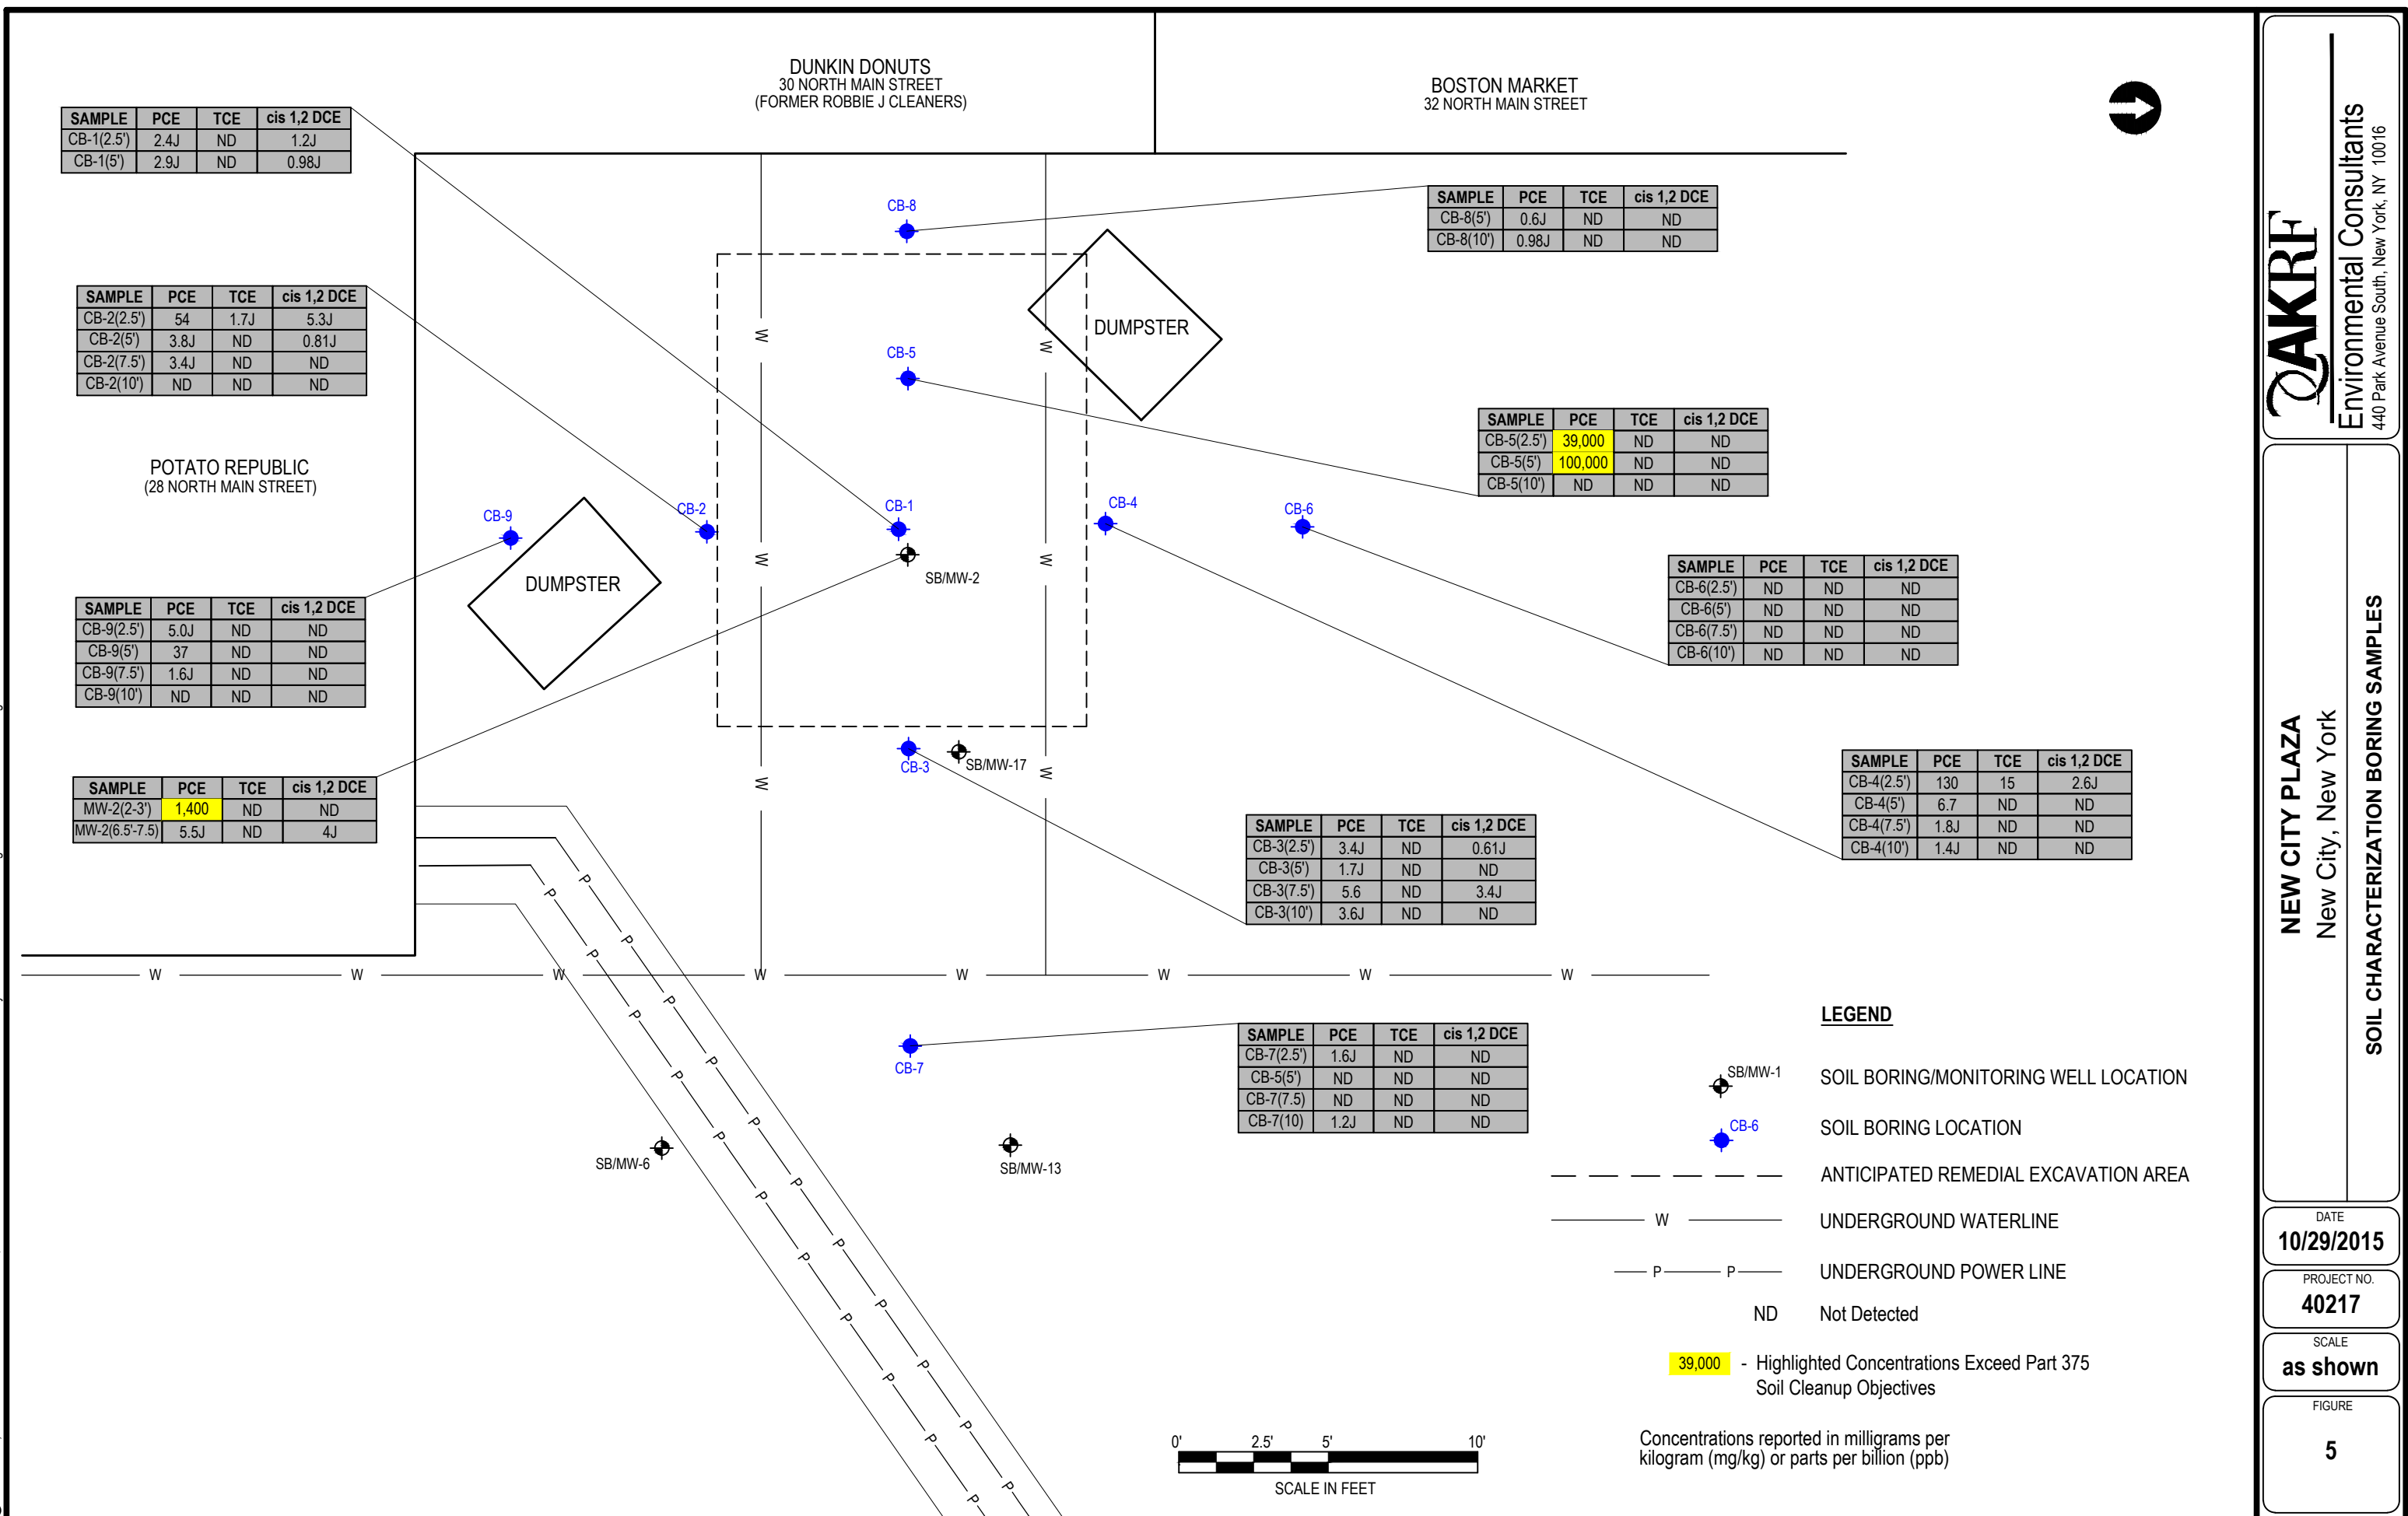 DUNKIN DONUTS
30 NORTH MAIN STREET
(FORMER ROBBIE J CLEANERS)
BOSTON MARKET
32 NORTH MAIN STREET
SAMPLE PCE TCE cis 1,2 DCE
CB-1(2.5') 2.4J ND 1.2J
CB-1(5') 2.9J ND 0.98J
SAMPLE PCE TCE cis 1,2 DCE
CB-8(5') 0.6J ND ND
CB-8(10') 0.98J ND ND
CB-8
SAMPLE PCE TCE cis 1,2 DCE
CB-2(2.5') 54 1.7J 5.3J
CB-2(5') 3.8J ND 0.81J
CB-2(7.5') 3.4J ND ND
CB-2(10') ND ND ND
W
W
DUMPSTER
CB-5
SAMPLE PCE TCE cis 1,2 DCE
CB-5(2.5') 39,000 ND ND
CB-5(5') 100,000 ND ND
CB-5(10') ND ND ND
POTATO REPUBLIC
(28 NORTH MAIN STREET)
CB-9
CB-2
CB-1
CB-4
CB-6
W
W
SB/MW-2
DUMPSTER
SAMPLE PCE TCE cis 1,2 DCE
CB-6(2.5') ND ND ND
CB-6(5') ND ND ND
CB-6(7.5') ND ND ND
CB-6(10') ND ND ND
SAMPLE PCE TCE cis 1,2 DCE
CB-9(2.5') 5.0J ND ND
CB-9(5') 37 ND ND
CB-9(7.5') 1.6J ND ND
CB-9(10') ND ND ND
CB-3
SB/MW-17
W
W
SAMPLE PCE TCE cis 1,2 DCE
MW-2(2-3') 1,400 ND ND
MW-2(6.5'-7.5) 5.5J ND 4J
SAMPLE PCE TCE cis 1,2 DCE
CB-4(2.5') 130 15 2.6J
CB-4(5') 6.7 ND ND
CB-4(7.5') 1.8J ND ND
CB-4(10') 1.4J ND ND
SAMPLE PCE TCE cis 1,2 DCE
CB-3(2.5') 3.4J ND 0.61J
CB-3(5') 1.7J ND ND
CB-3(7.5') 5.6 ND 3.4J
CB-3(10') 3.6J ND ND
W W W W W W W W
P P P P P P P P P P P
P P P P P P P P P P P
CB-7
SAMPLE PCE TCE cis 1,2 DCE
CB-7(2.5') 1.6J ND ND
CB-5(5') ND ND ND
CB-7(7.5) ND ND ND
CB-7(10) 1.2J ND ND
SB/MW-6
SB/MW-13
LEGEND
SB/MW-1 SOIL BORING/MONITORING WELL LOCATION
CB-6 SOIL BORING LOCATION
ANTICIPATED REMEDIAL EXCAVATION AREA
W UNDERGROUND WATERLINE
P P UNDERGROUND POWER LINE
ND Not Detected
39,000 - Highlighted Concentrations Exceed Part 375
Soil Cleanup Objectives
Concentrations reported in milligrams per
kilogram (mg/kg) or parts per billion (ppb)
0' 2.5' 5' 10'
SCALE IN FEET
AKRF
Environmental Consultants
440 Park Avenue South, New York, NY 10016
NEW CITY PLAZA
New City, New York
SOIL CHARACTERIZATION BORING SAMPLES
DATE
10/29/2015
PROJECT NO.
40217
SCALE
as shown
FIGURE
5